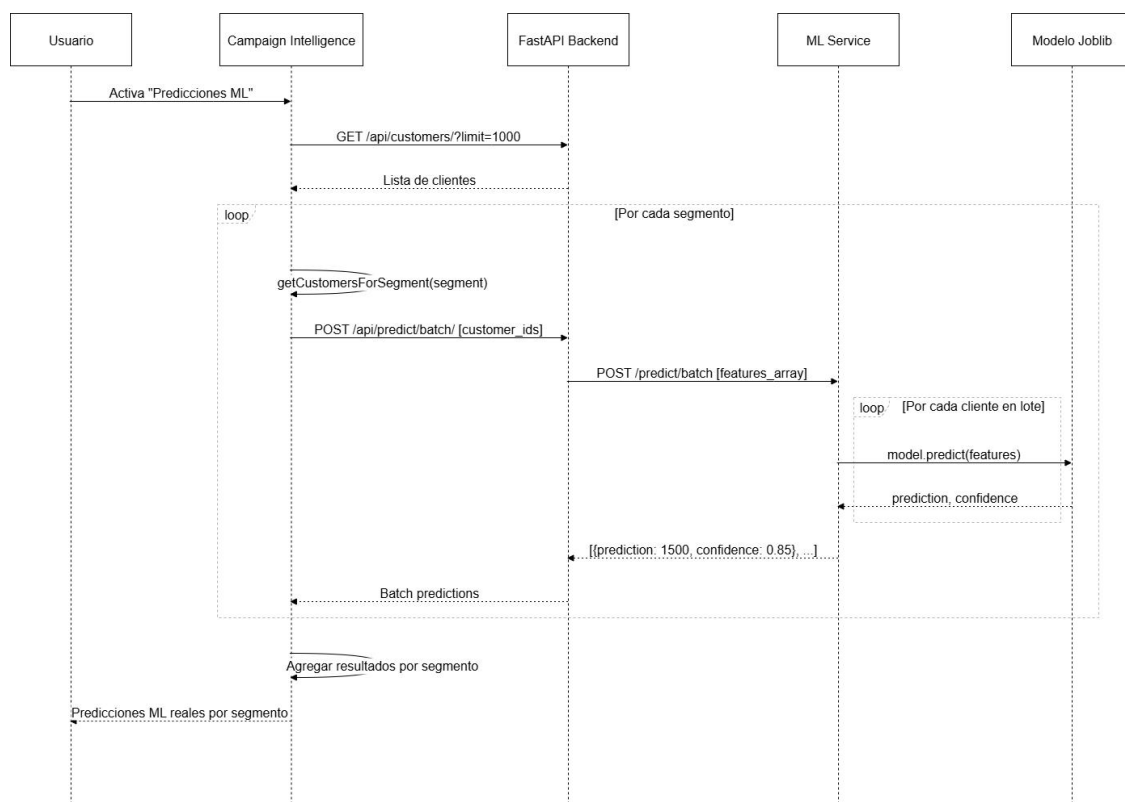 Usuario
Campaign Intelligence
FastAPI Backend
ML Service
Modelo Joblib
Activa "Predicciones ML"
GET /api/customers/?limit=1000
Lista de clientes
loop
[Por cada segmento]
getCustomersForSegment(segment)
POST /api/predict/batch/ [customer_ids]
POST /predict/batch [features_array]
loop
[Por cada cliente en lote]
model.predict(features)
prediction, confidence
[{prediction: 1500, confidence: 0.85}, ...]
Batch predictions
Agregar resultados por segmento
Predicciones ML reales por segmento